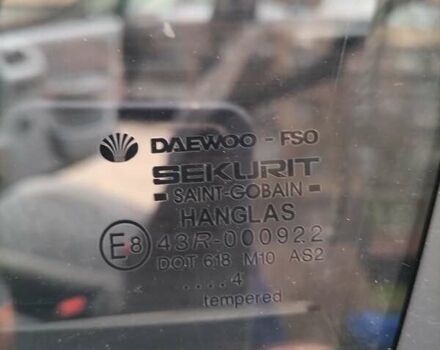 DAEWOO - FSO
SEKURIT
SAINT-GOBAIN
HANGLAS
E8 43R-000922
DOT 618 M10 AS2
....4
tempered